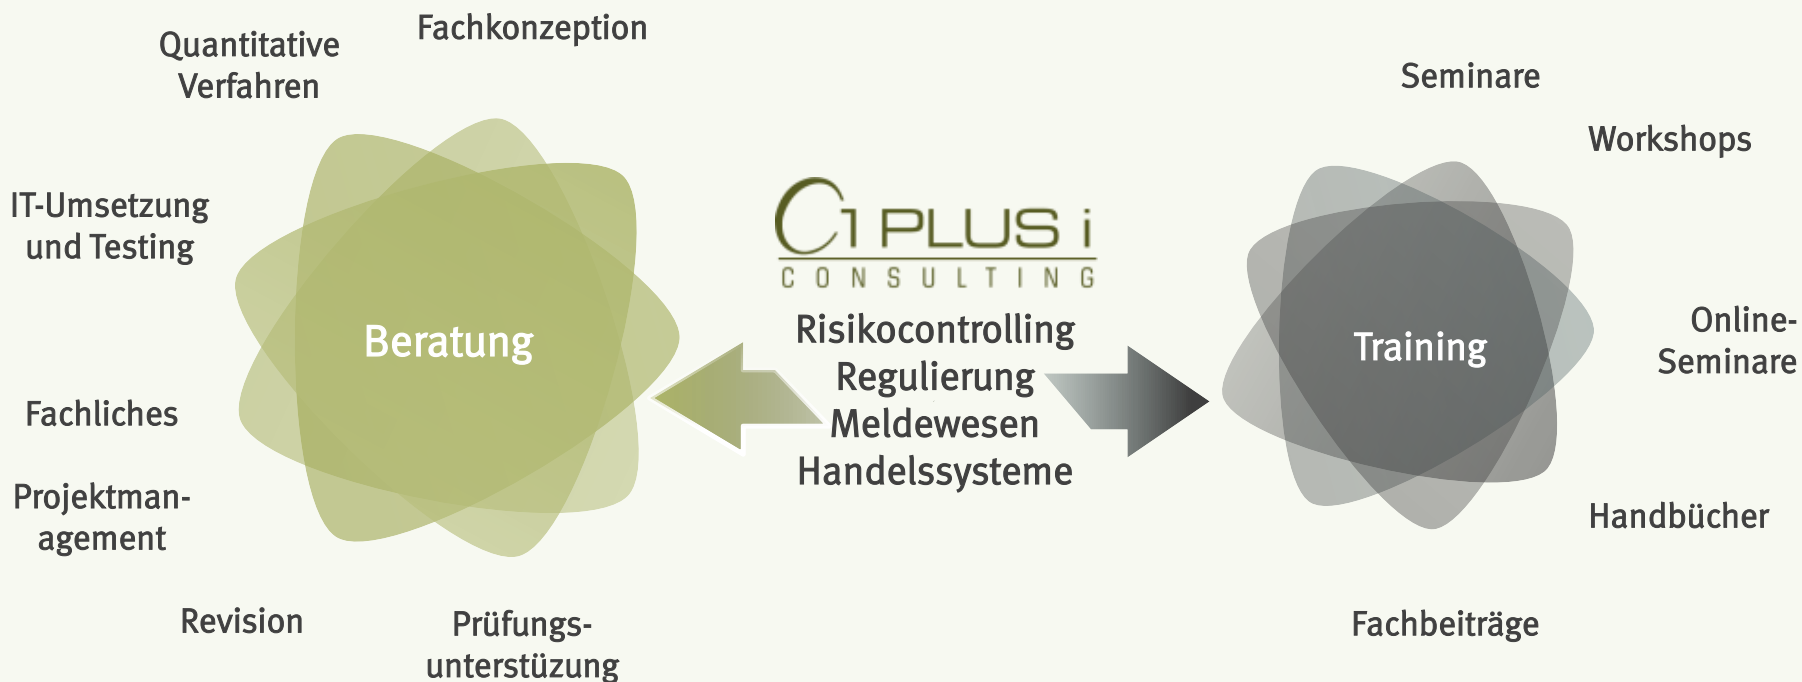 Fachkonzeption
Quantitative
Verfahren
IT-Umsetzung
und Testing
Fachliches
Projektman-
agement
Revision
Prüfungs-
unterstüzung
Beratung
1 PLUS i
CONSULTING
Risikocontrolling
Regulierung
Meldewesen
Handelssysteme
Training
Seminare
Workshops
Online-
Seminare
Handbücher
Fachbeiträge